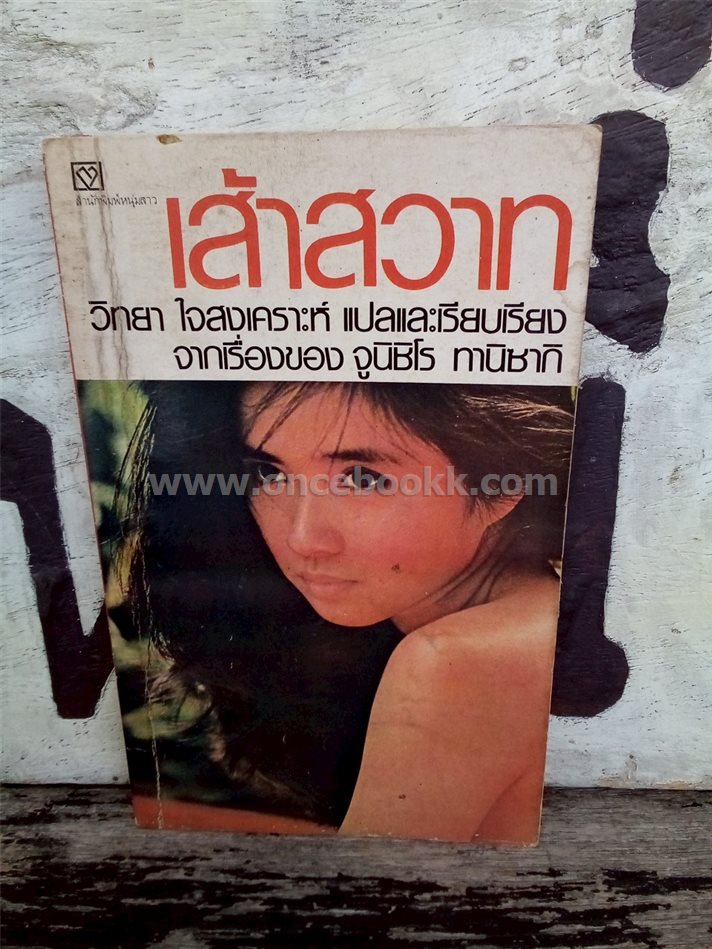 สำนักพิมพ์หนุ่มสาว
เส้าสวาท
วิทยา ใจสงเคราะห์ แปลและเรียบเรียง
จากเรื่องของ จูนิชิโร ทานิซากิ
www.oncebookk.com